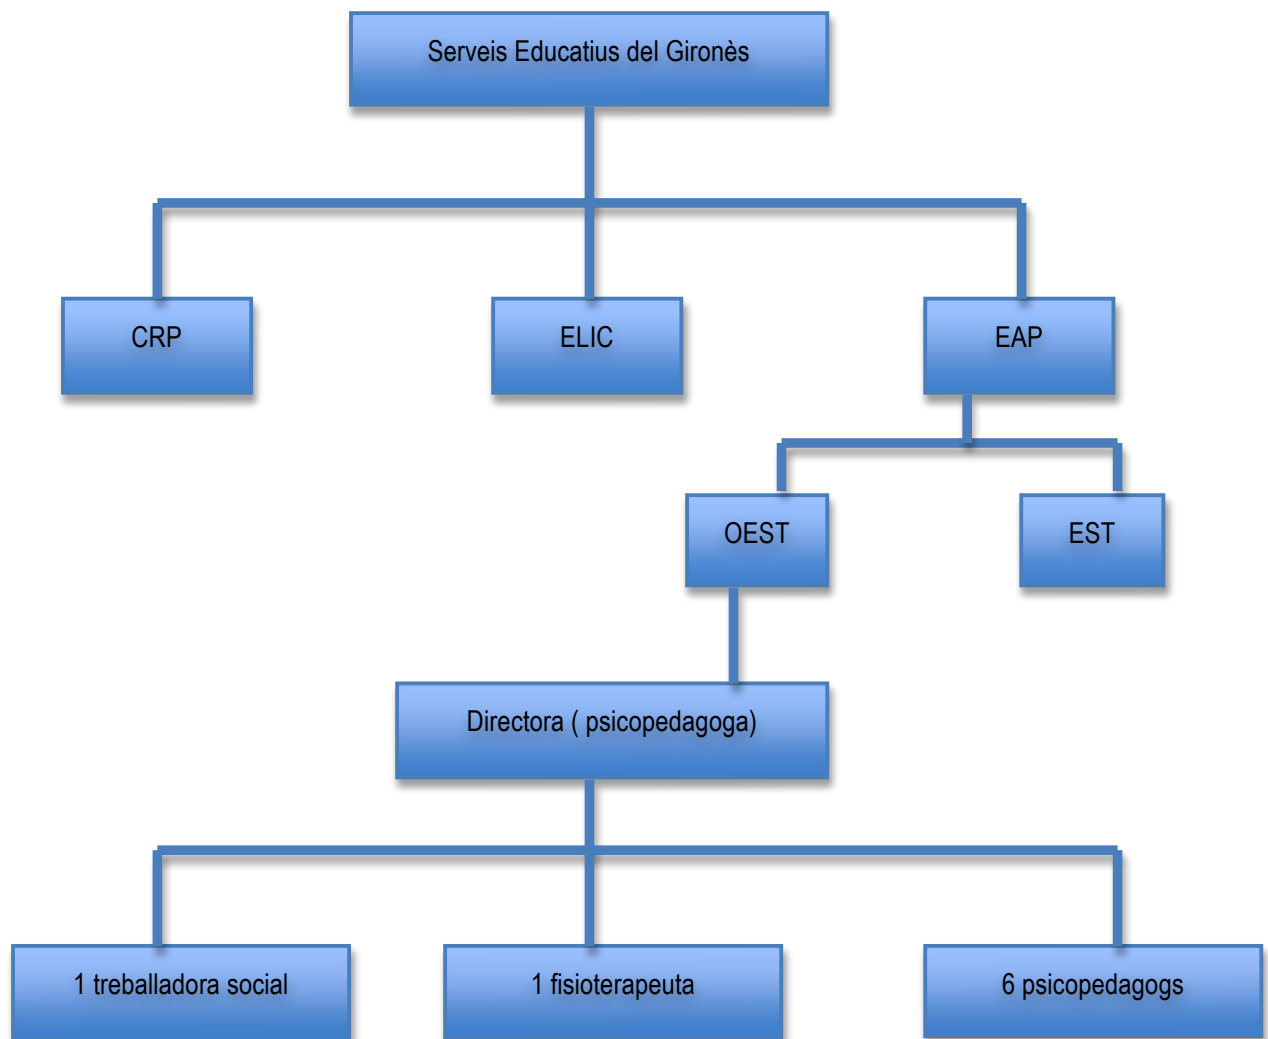 Serveis Educatius del Gironès
CRP
ELIC
EAP
OEST
EST
Directora ( psicopedagoga)
1 treballadora social
1 fisioterapeuta
6 psicopedagogs